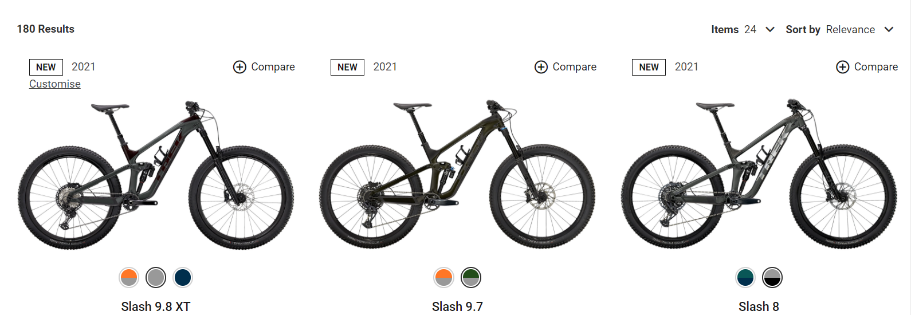 180 Results
Items 24 Sort by Relevance
NEW 2021 Compare
Customise
NEW 2021 Compare
NEW 2021 Compare
TREK
Slash 9.8 XT
Slash 9.7
Slash 8